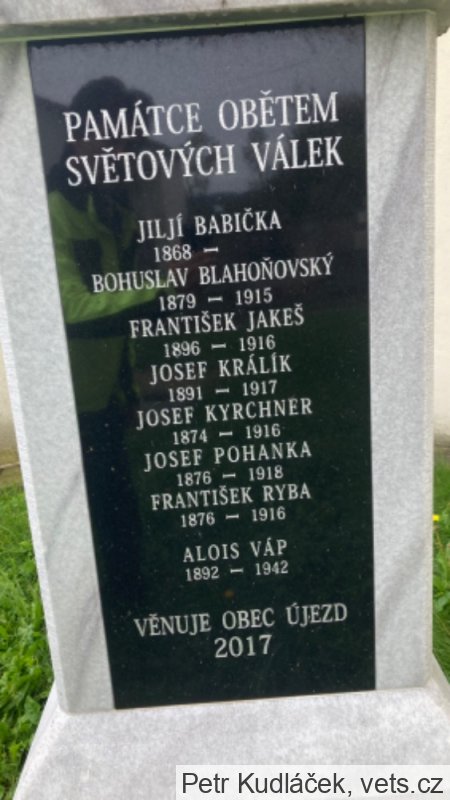 PAMÁTCE OBĚTEM
SVĚTOVÝCH VÁLEK
JILJÍ BABIČKA
1868 –
BOHUSLAV BLAHOŇOVSKÝ
1879 – 1915
FRANTIŠEK JAKEŠ
1896 – 1916
JOSEF KRÁLÍK
1891 – 1917
JOSEF KYRCHNER
1874 – 1916
JOSEF POHANKA
1876 – 1918
FRANTIŠEK RYBA
1876 – 1916
ALOIS VÁP
1892 – 1942
VĚNUJE OBEC ÚJEZD
2017
Petr Kudláček, vets.cz